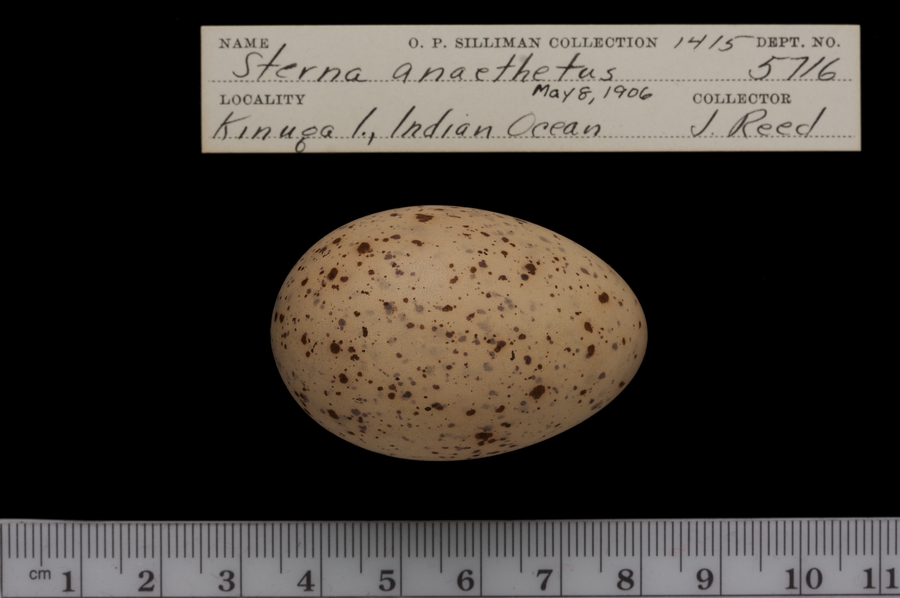 NAME O. P. SILLIMAN COLLECTION 1415 DEPT. NO.
Sterna anaethetus 5716
May 8, 1906
LOCALITY COLLECTOR
Kinuga I., Indian Ocean J. Reed
cm 1 2 3 4 5 6 7 8 9 10 11